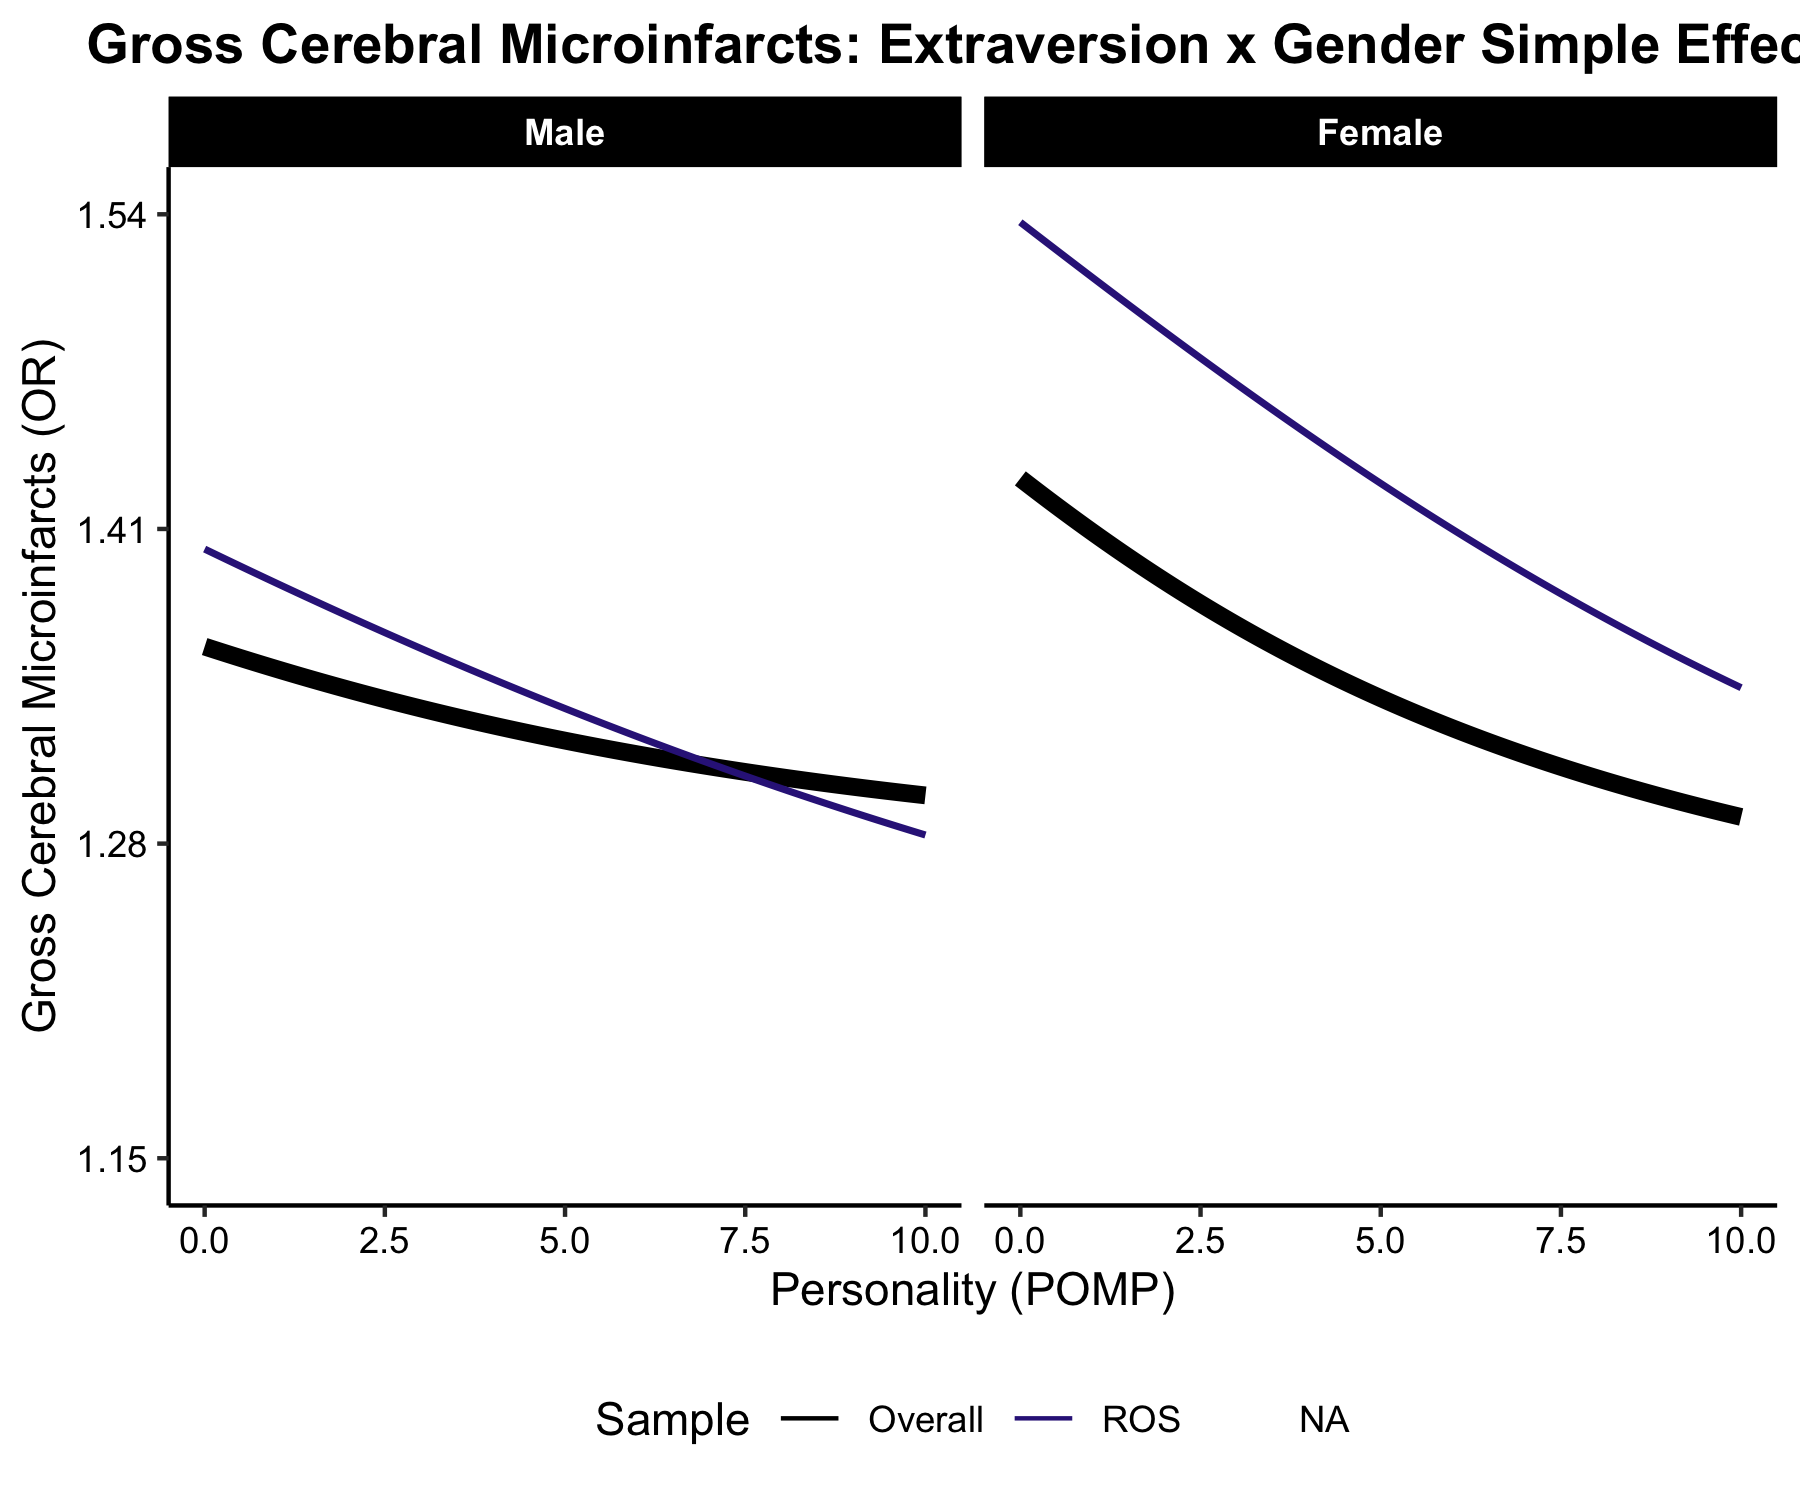 Gross Cerebral Microinfarcts: Extraversion x Gender Simple Effec
Male
Female
Gross Cerebral Microinfarcts (OR)
1.54
1.41
1.28
1.15
0.0 2.5 5.0 7.5 10.0 0.0 2.5 5.0 7.5 10.0
Personality (POMP)
Sample Overall ROS NA